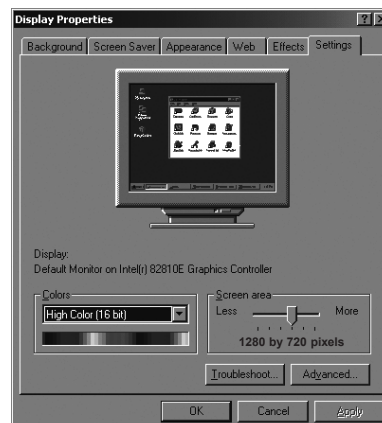 Display Properties
Background Screen Saver Appearance Web Effects Settings
Display:
Default Monitor on Intel(r) 82810E Graphics Controller
Colors Screen area
High Color (16 bit) Less More
1280 by 720 pixels
Troubleshoot... Advanced...
OK Cancel Apply